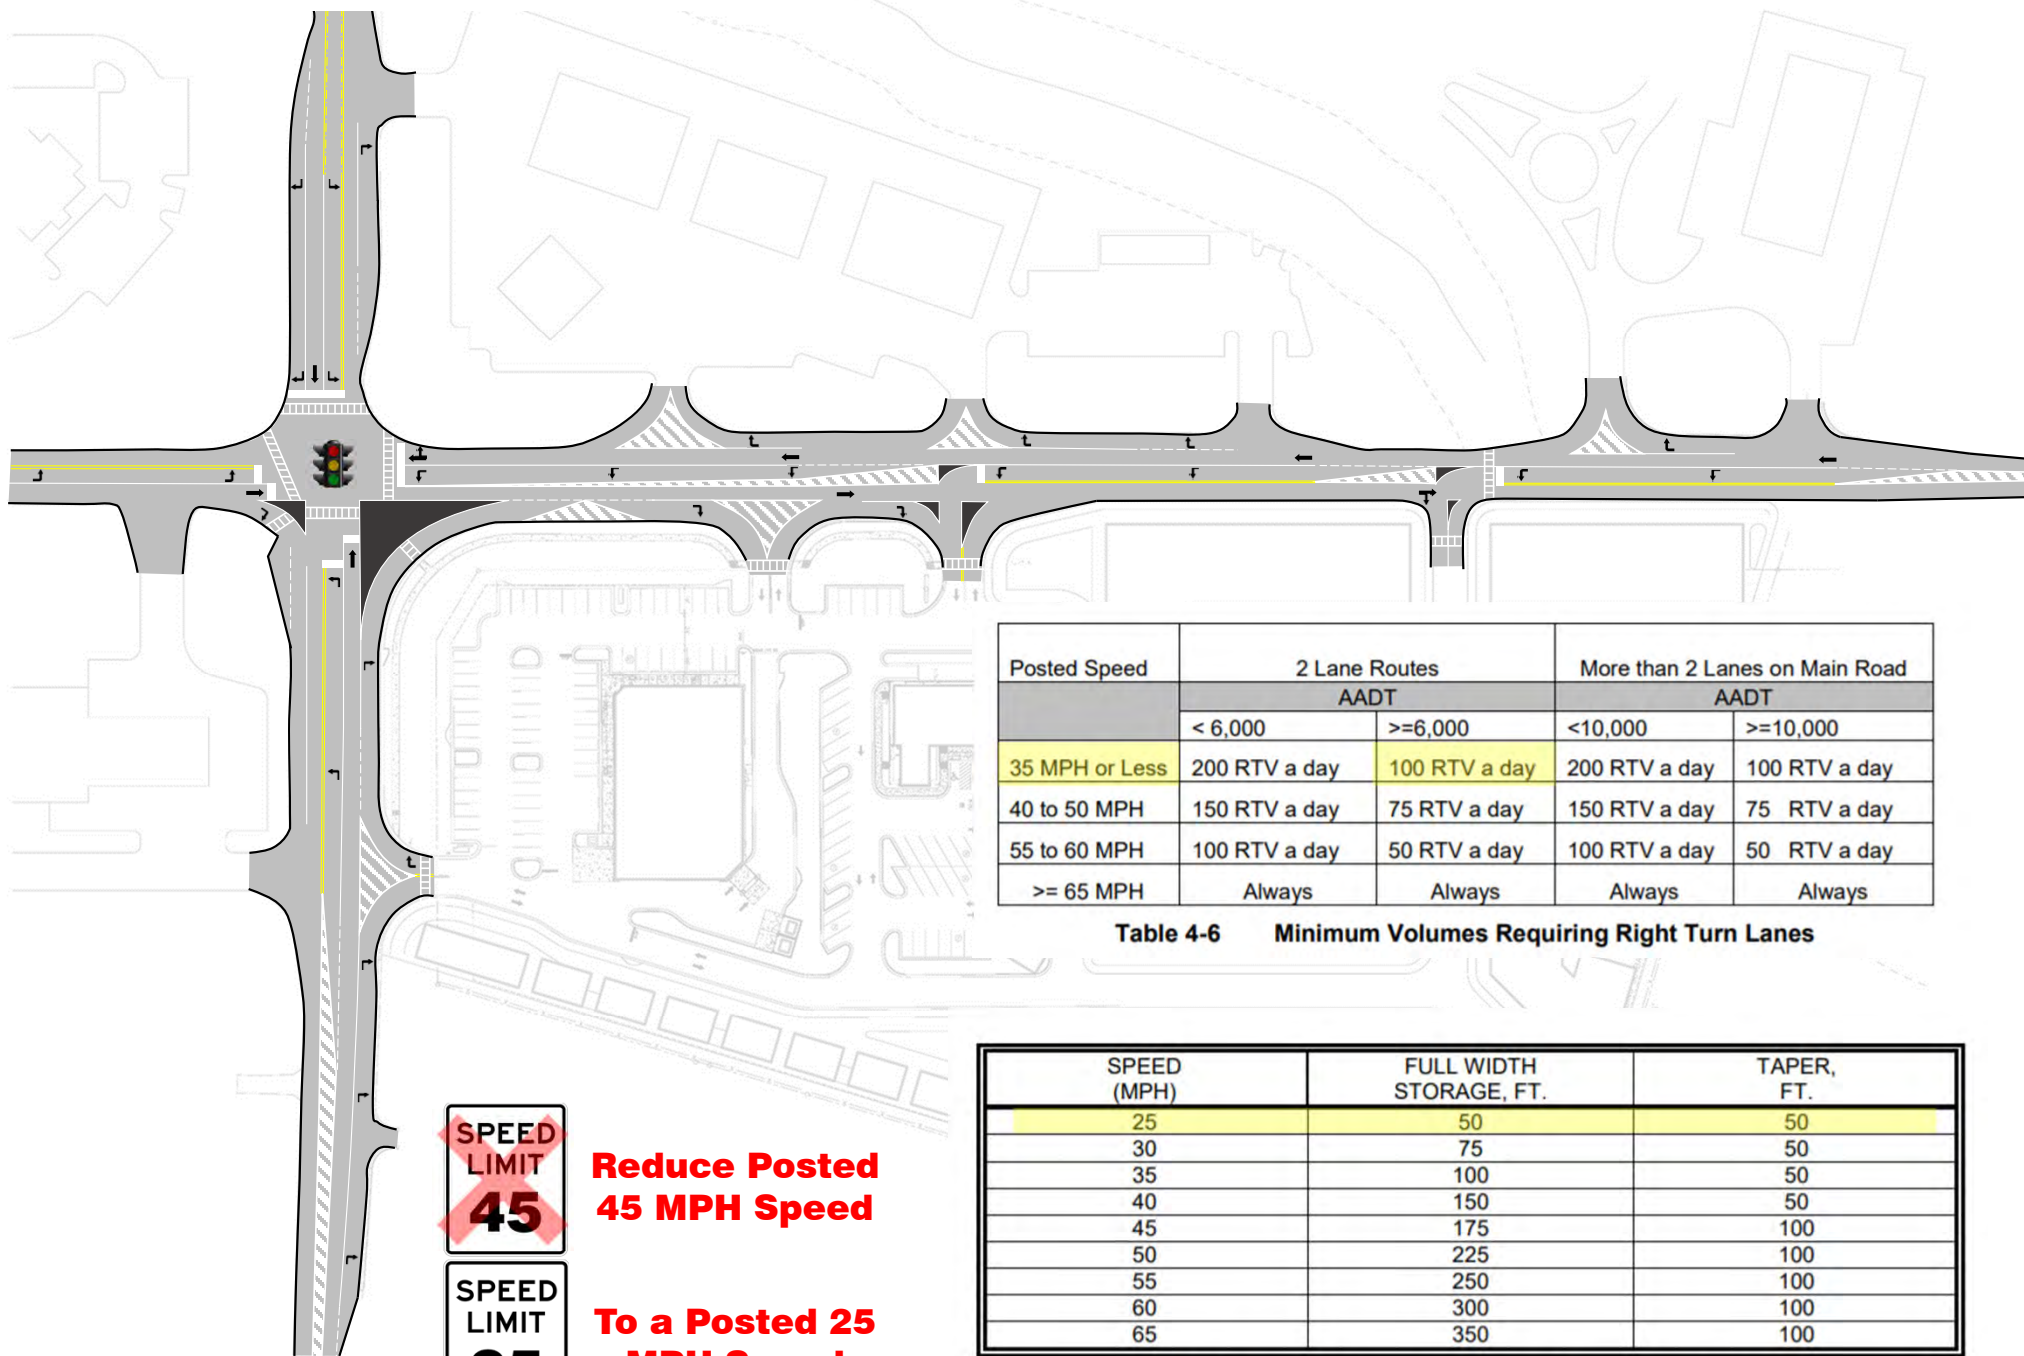 Posted Speed 2 Lane Routes More than 2 Lanes on Main Road
AADT AADT
< 6,000 >=6,000 <10,000 >=10,000
35 MPH or Less 200 RTV a day 100 RTV a day 200 RTV a day 100 RTV a day
40 to 50 MPH 150 RTV a day 75 RTV a day 150 RTV a day 75 RTV a day
55 to 60 MPH 100 RTV a day 50 RTV a day 100 RTV a day 50 RTV a day
>= 65 MPH Always Always Always Always
Table 4-6 Minimum Volumes Requiring Right Turn Lanes
SPEED FULL WIDTH TAPER,
(MPH) STORAGE, FT. FT.
25 50 50
30 75 50
35 100 50
40 150 50
45 175 100
50 225 100
55 250 100
60 300 100
65 350 100
SPEED
LIMIT
45
Reduce Posted
45 MPH Speed
SPEED
LIMIT
To a Posted 25